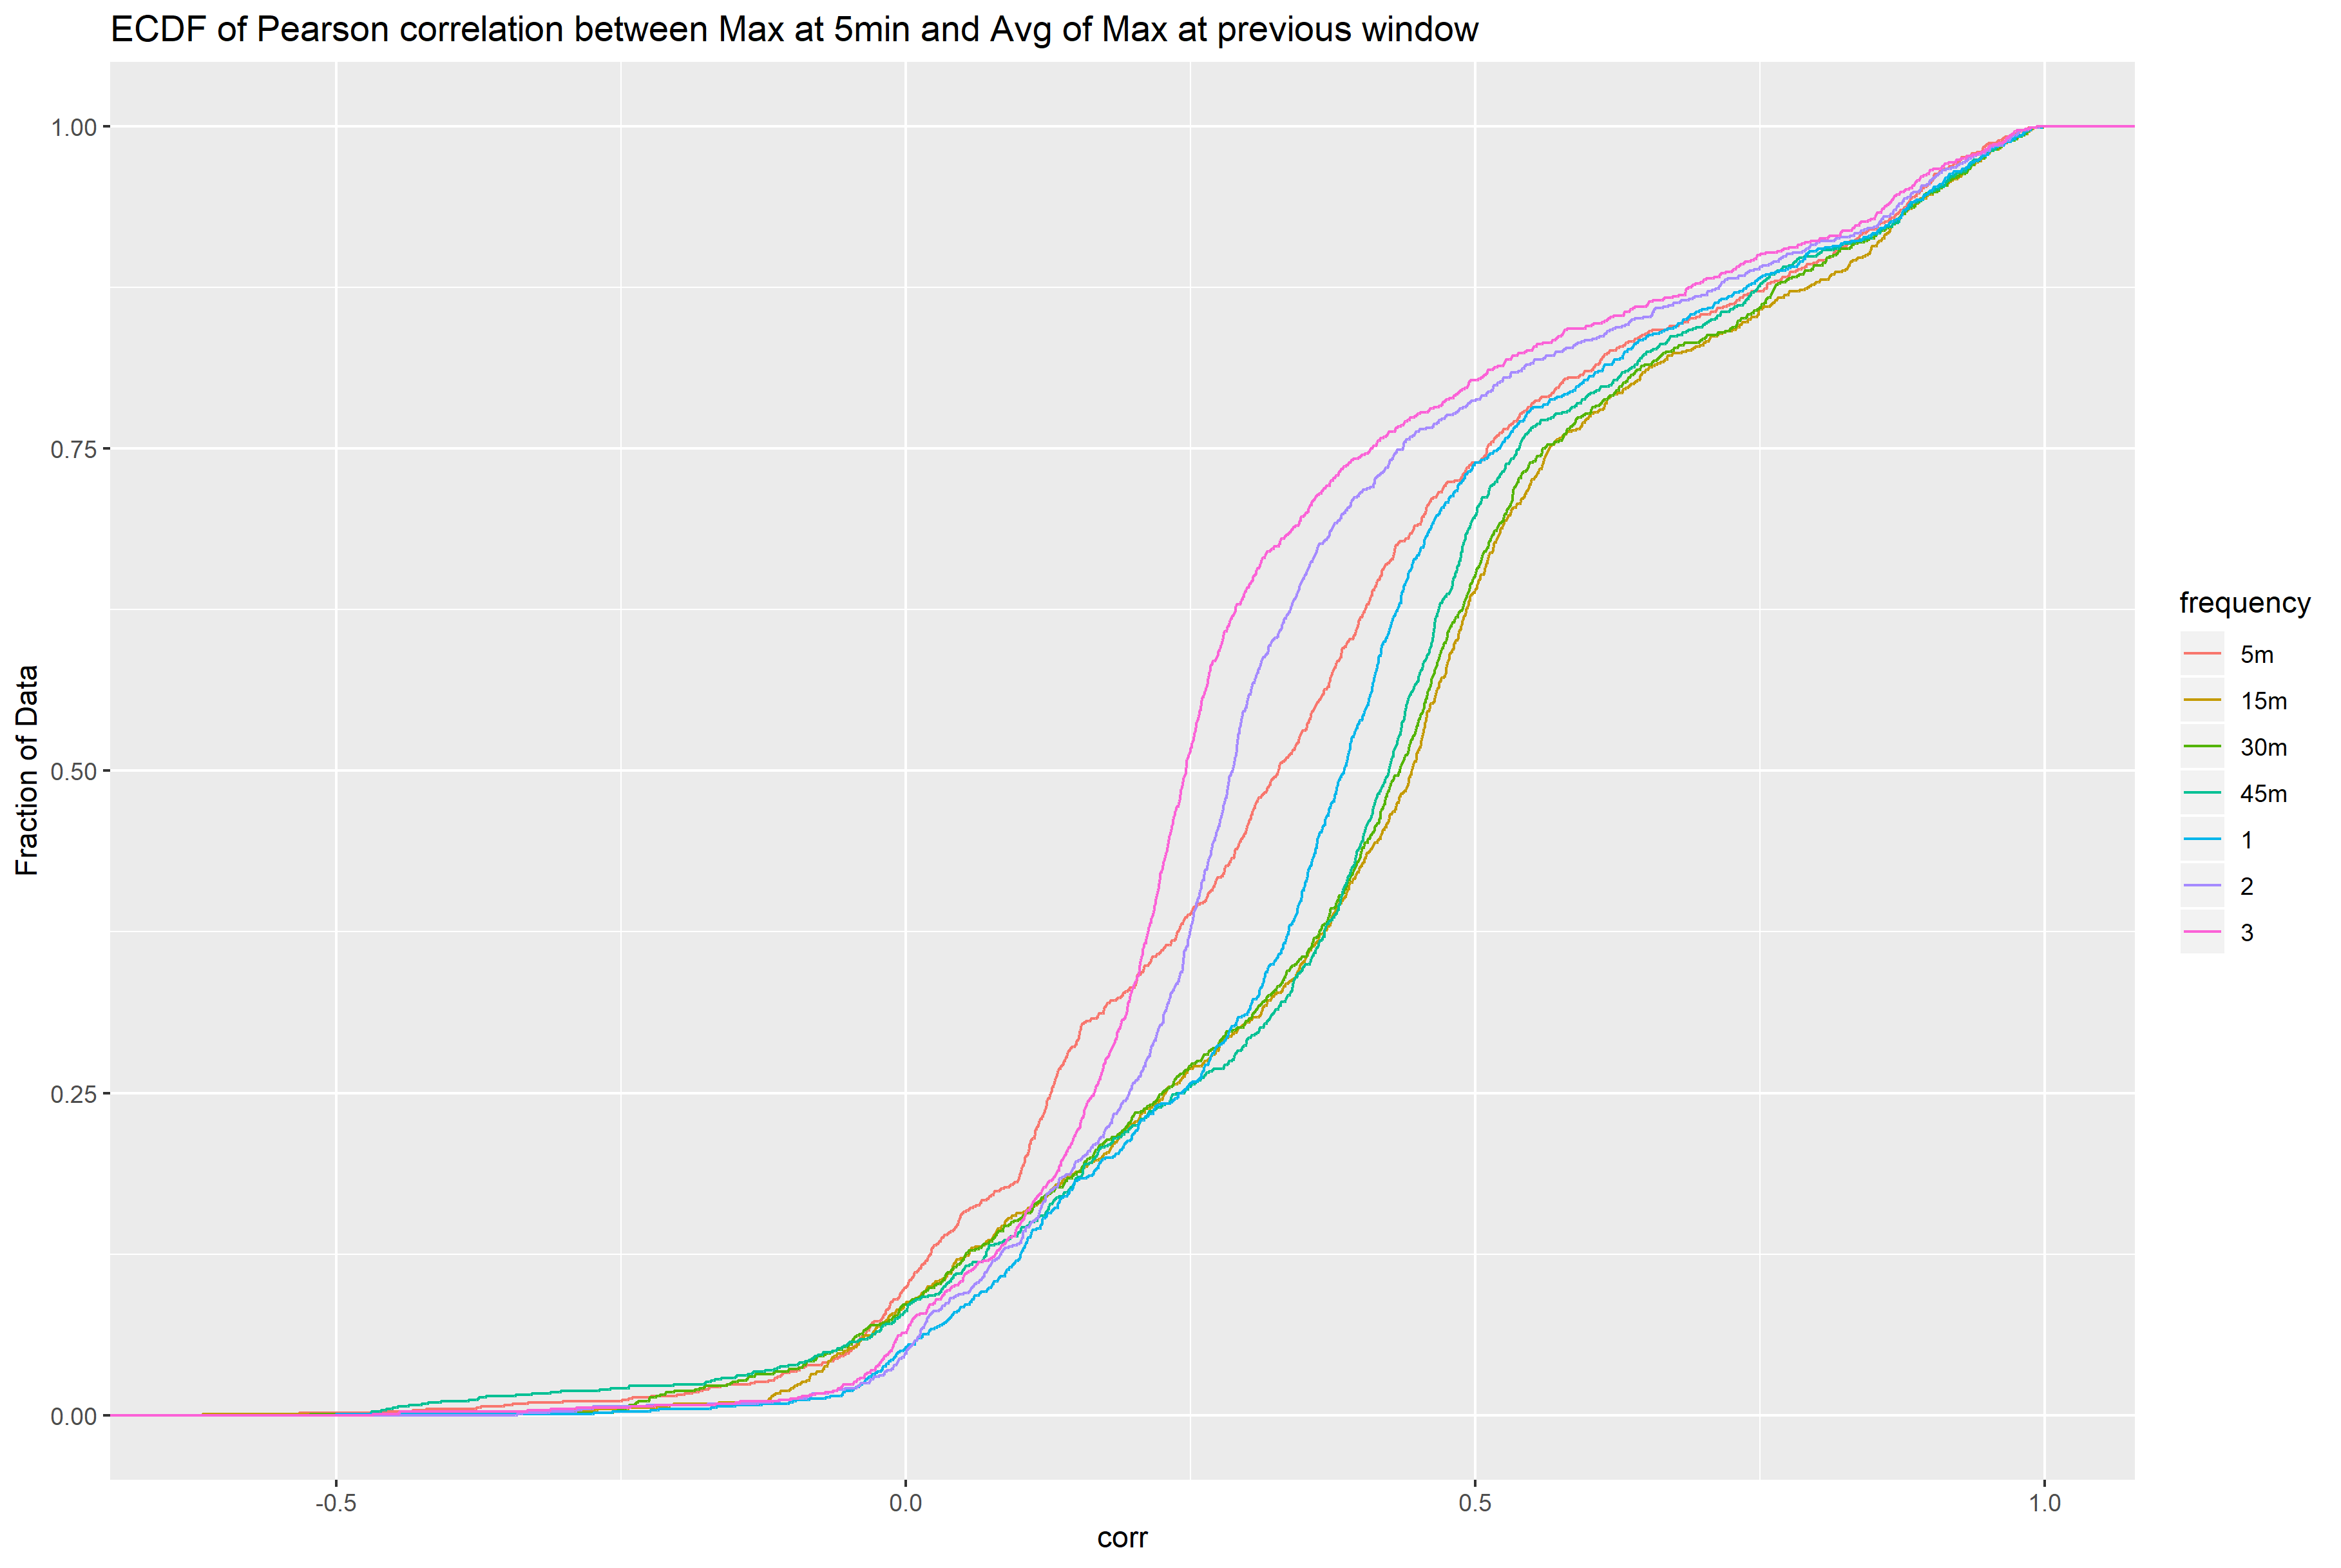 ECDF of Pearson correlation between Max at 5min and Avg of Max at previous window
Fraction of Data
1.00
0.75
0.50
0.25
0.00
-0.5
0.0
0.5
1.0
corr
frequency
5m
15m
30m
45m
1
2
3